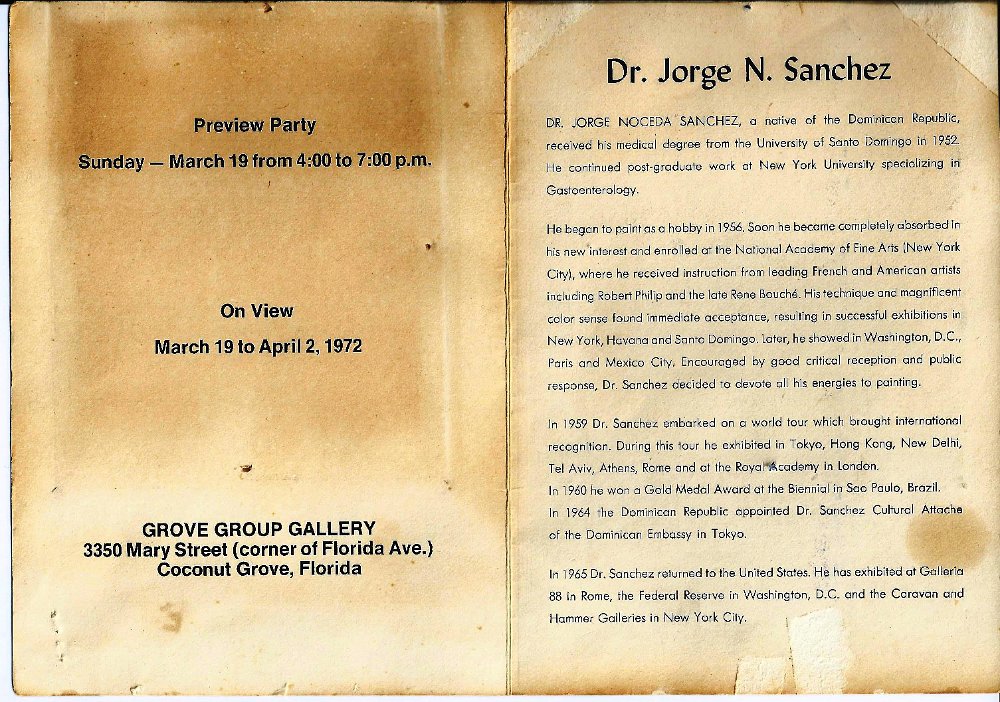 Preview Party
Sunday — March 19 from 4:00 to 7:00 p.m.
On View
March 19 to April 2, 1972
GROVE GROUP GALLERY
3350 Mary Street (corner of Florida Ave.)
Coconut Grove, Florida
Dr. Jorge N. Sanchez
DR. JORGE NOCEDA SANCHEZ, a native of the Dominican Republic,
received his medical degree from the University of Santo Domingo in 1952.
He continued post-graduate work at New York University specializing in
Gastoenterology.
He began to paint as a hobby in 1956. Soon he became completely absorbed in
his new interest and enrolled at the National Academy of Fine Arts (New York
City), where he received instruction from leading French and American artists
including Robert Philip and the late Rene Bouché. His technique and magnificent
color sense found immediate acceptance, resulting in successful exhibitions in
New York, Havana and Santo Domingo. Later, he showed in Washington, D.C.,
Paris and Mexico City. Encouraged by good critical reception and public
response, Dr. Sanchez decided to devote all his energies to painting.
In 1959 Dr. Sanchez embarked on a world tour which brought international
recognition. During this tour he exhibited in Tokyo, Hong Kong, New Delhi,
Tel Aviv, Athens, Rome and at the Royal Academy in London.
In 1960 he won a Gold Medal Award at the Biennial in Sao Paulo, Brazil.
In 1964 the Dominican Republic appointed Dr. Sanchez Cultural Attache
of the Dominican Embassy in Tokyo.
In 1965 Dr. Sanchez returned to the United States. He has exhibited at Galleria
88 in Rome, the Federal Reserve in Washington, D.C. and the Caravan and
Hammer Galleries in New York City.